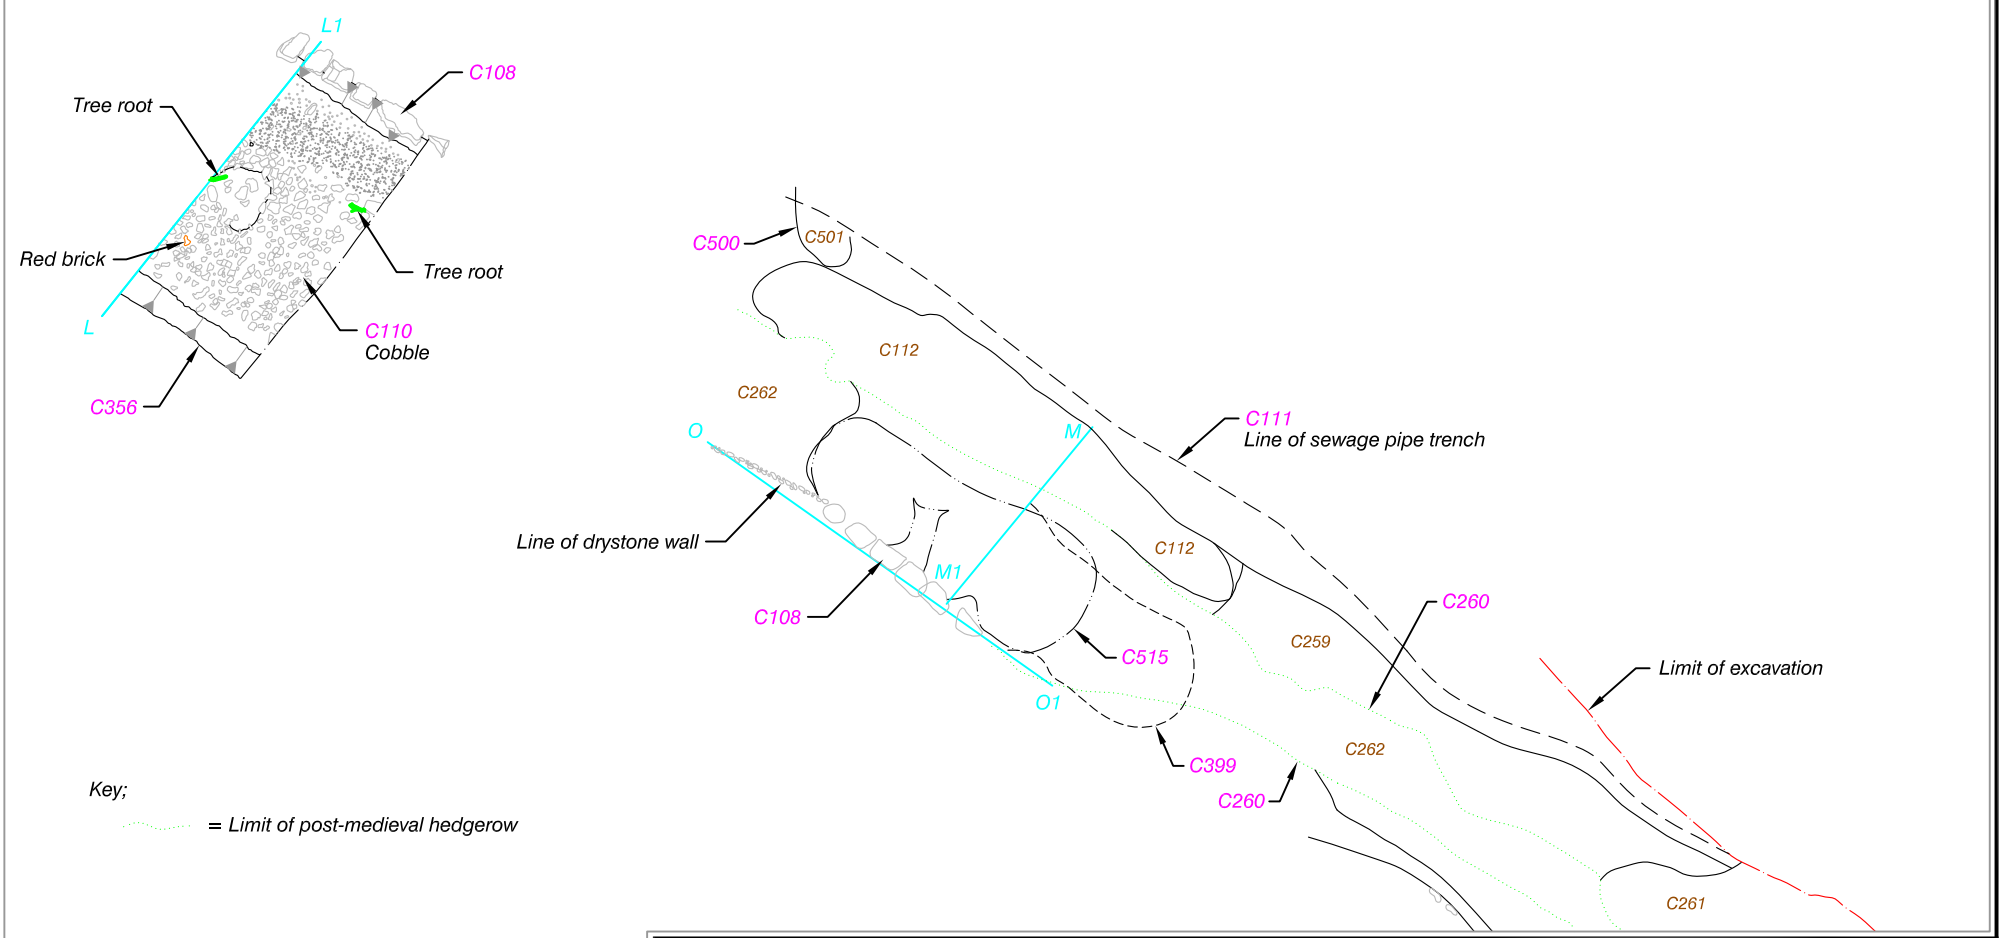 L1
C108
Tree root
Red brick
Tree root
L
C110
Cobble
C356
C500
C501
C112
C262
O
M
C111
Line of sewage pipe trench
Line of drystone wall
C112
M1
C108
C260
C259
C515
Limit of excavation
O1
C262
C399
C260
Key;
= Limit of post-medieval hedgerow
C261